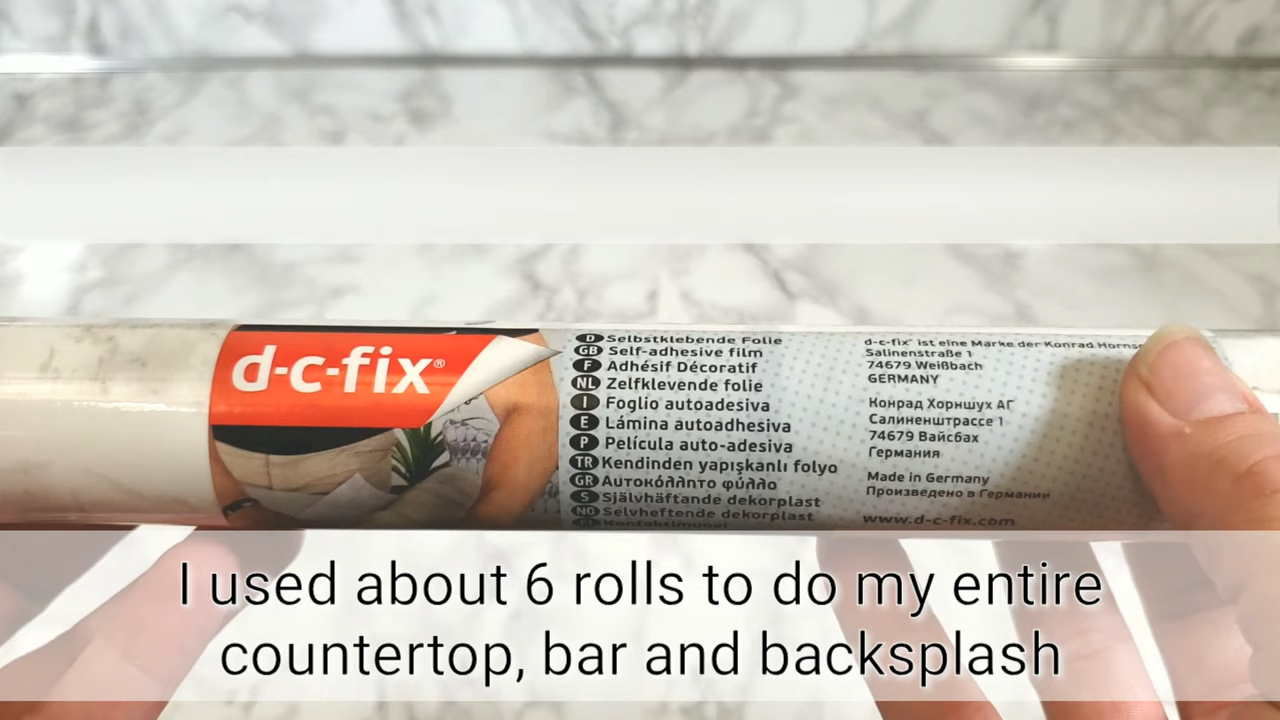 d-c-fix®
D Selbstklebende Folie
GB Self-adhesive film
F Adhésif Décoratif
NL Zelfklevende folie
I Foglio autoadesiva
E Lámina autoadhesiva
P Película auto-adesiva
TR Kendinden yapışkanlı folyo
GR Αυτοκόλλητο φύλλο
S Självhäftande dekorplast
NO Selvheftende dekorplast
FI Kontaktimuovi
d-c-fix® ist eine Marke der Konrad
Salinenstraße 1
74679 Weißbach
GERMANY
Конрад Хорншух АГ
Салиненштрассе 1
74679 Вайсбах
Германия
Made in Germany
Произведено в Германии
www.d-c-fix.com
I used about 6 rolls to do my entire
countertop, bar and backsplash